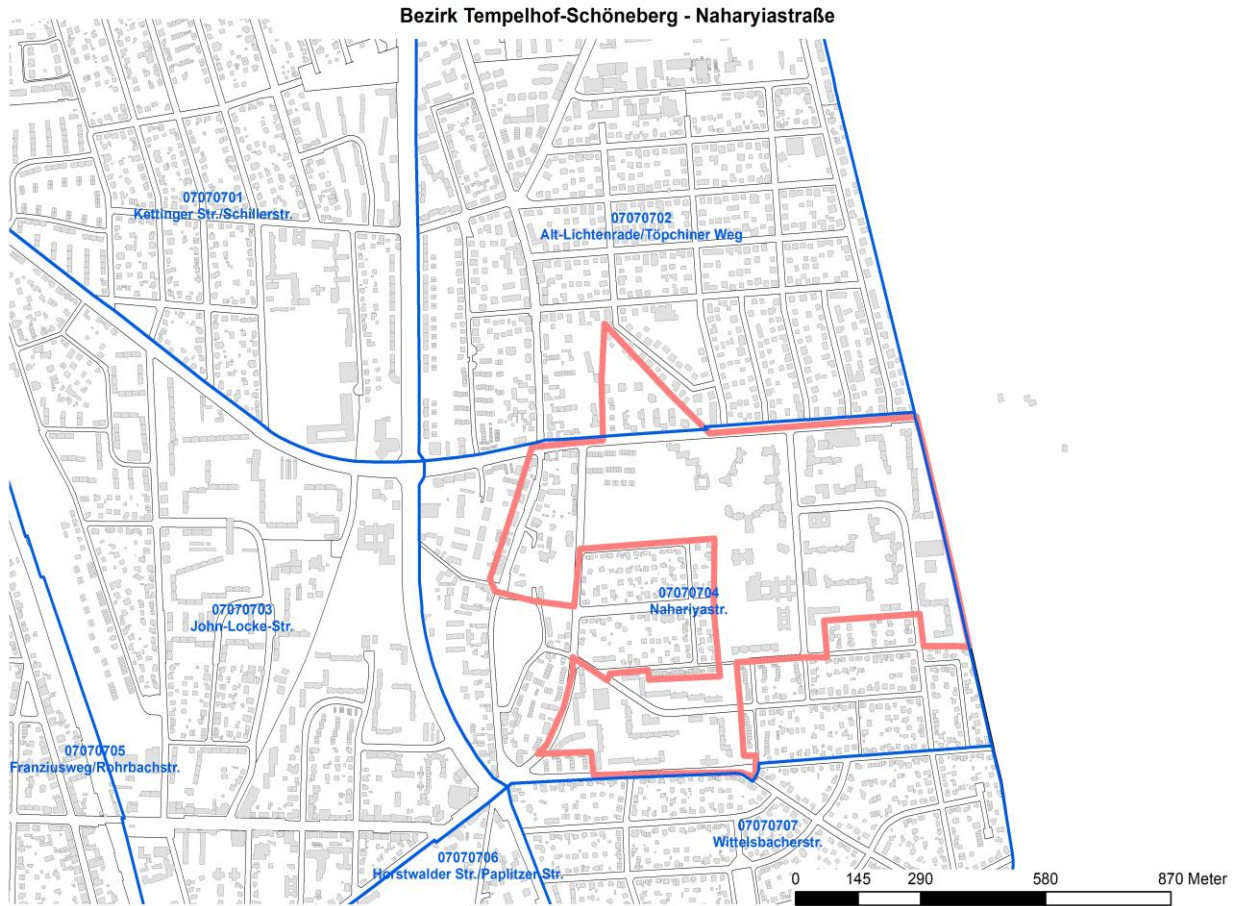 Bezirk Tempelhof-Schöneberg - Naharyiastraße
07070701
Kettinger Str./Schillerstr.
07070702
Alt-Lichtenrade/Töpchiner Weg
07070704
Nahariyastr.
07070703
John-Locke-Str.
07070705
Franziusweg/Rohrbachstr.
07070707
Wittelsbacherstr.
07070706
Horstwalder Str./Paplitzer Str.
0 145 290 580 870 Meter